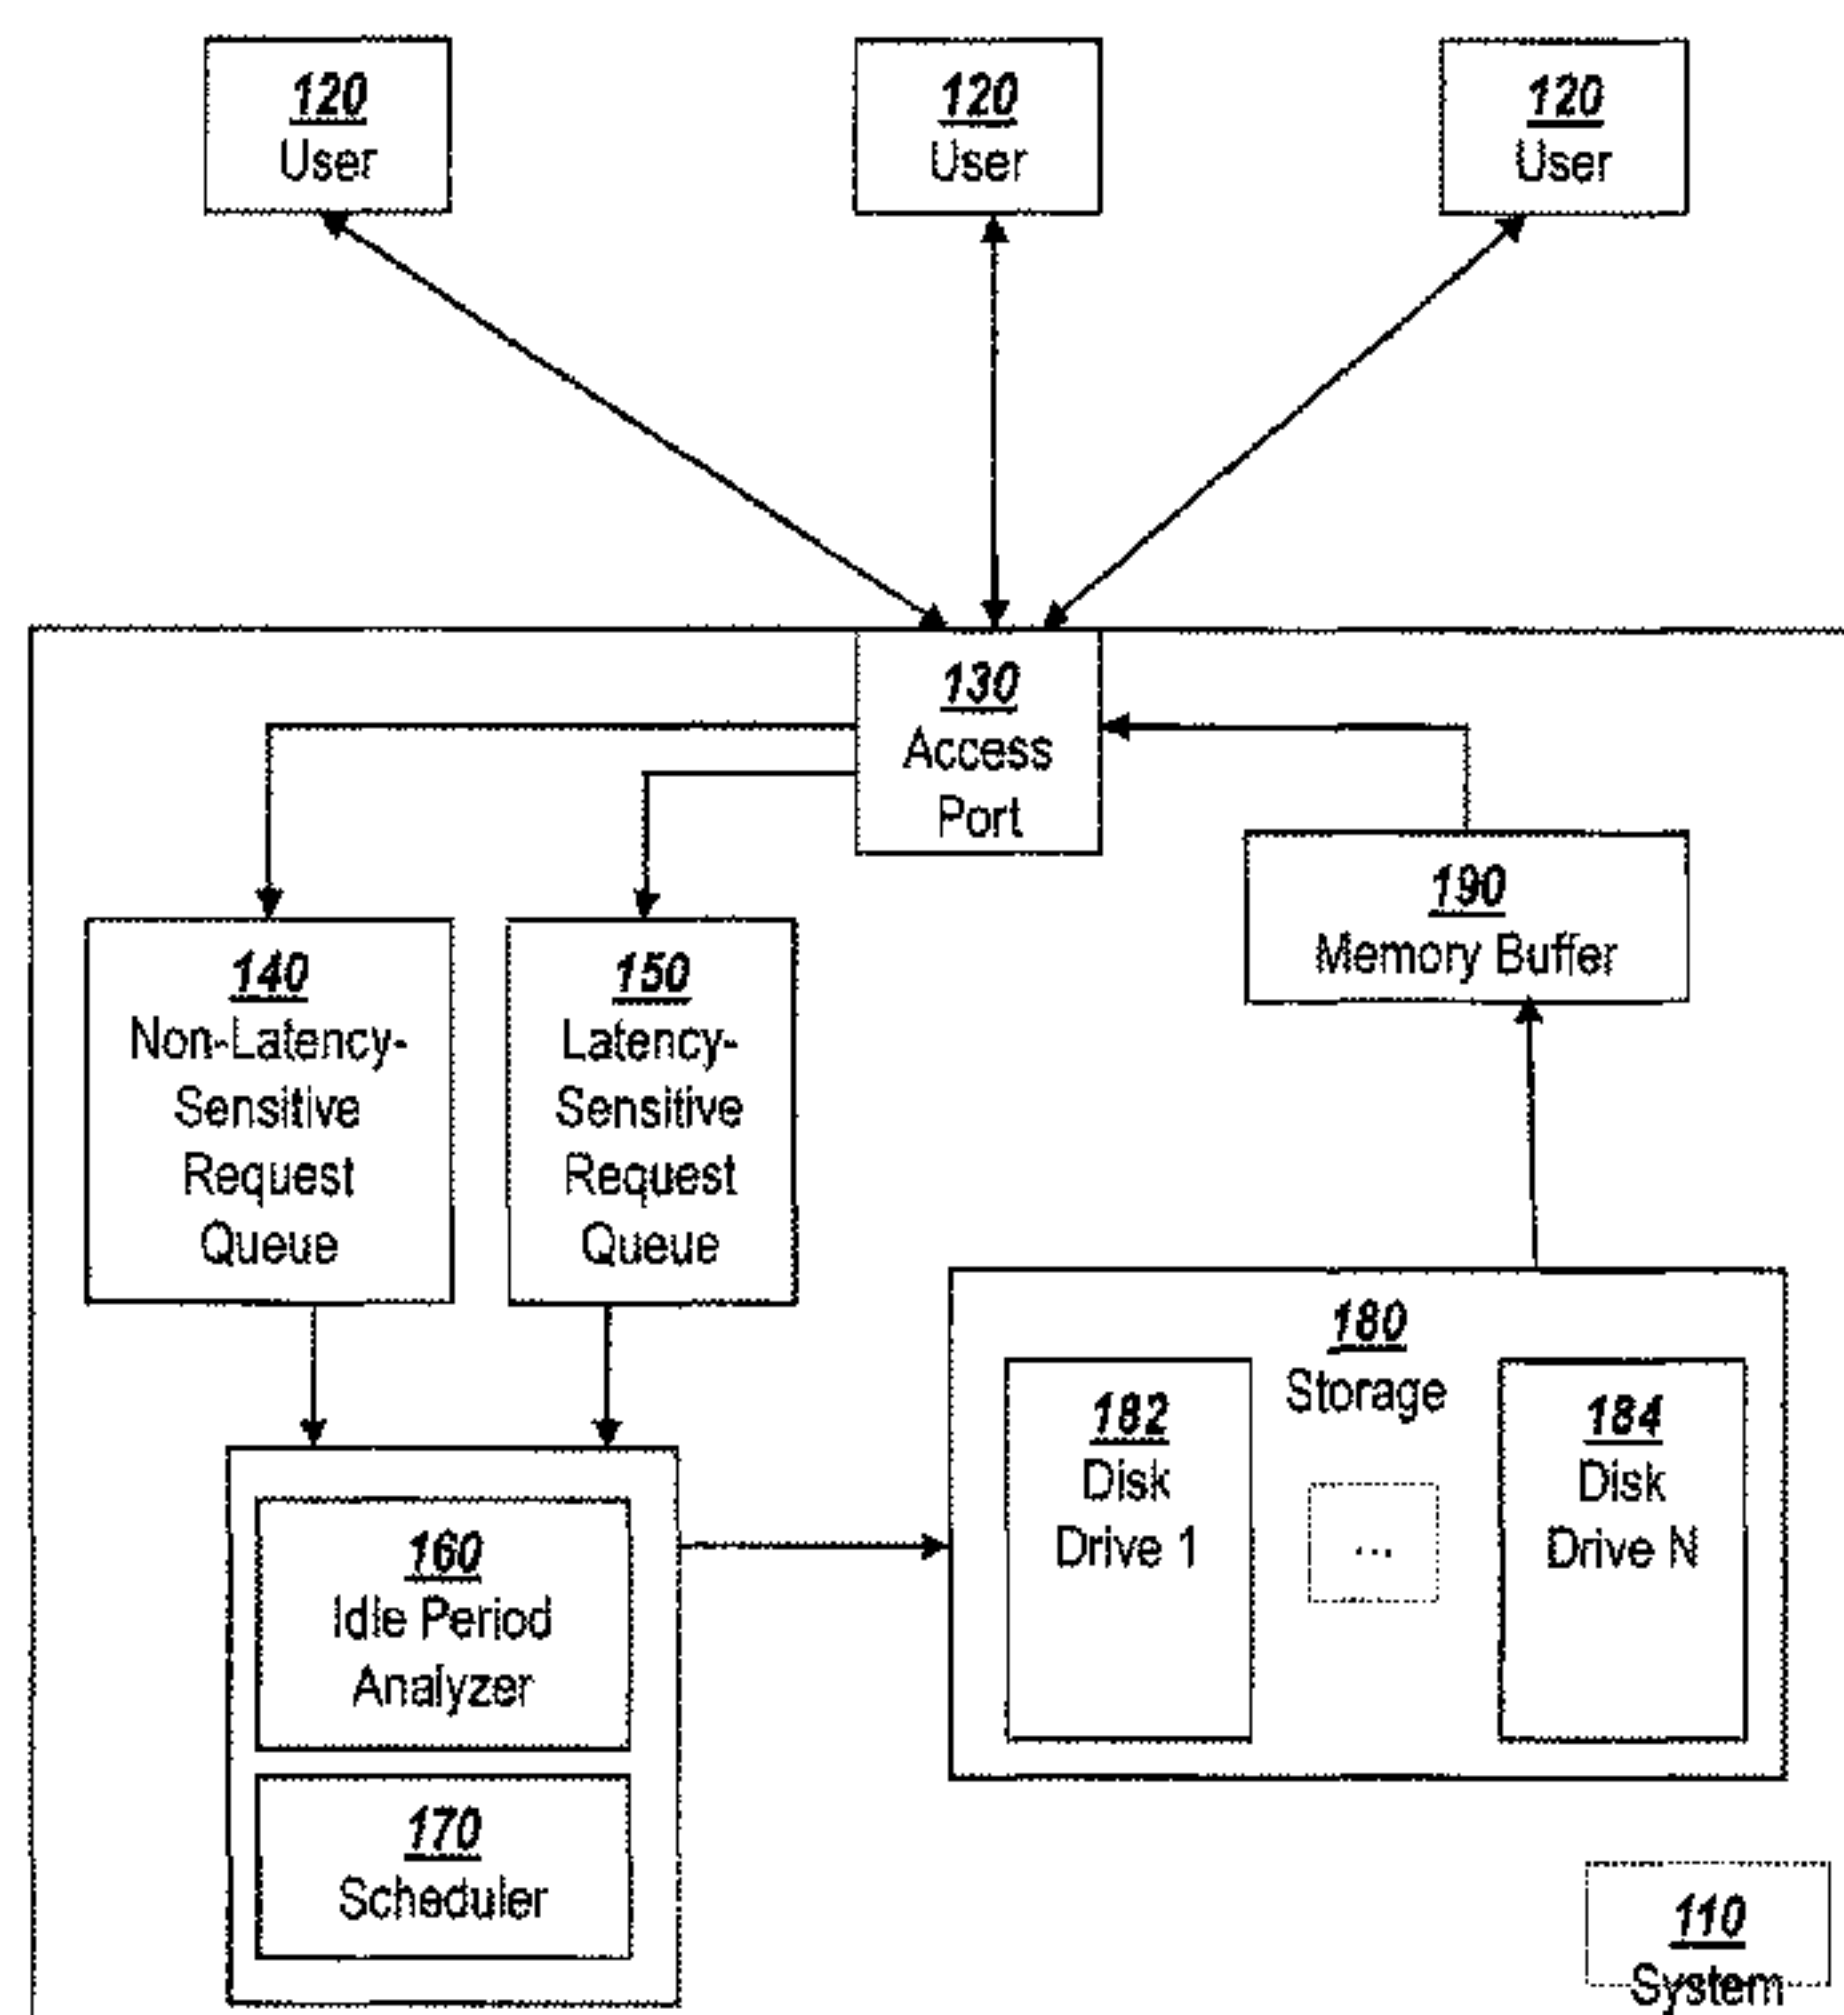 120
User
120
User
120
User
130
Access
Port
190
Memory Buffer
140
Non-Latency-
Sensitive
Request
Queue
150
Latency-
Sensitive
Request
Queue
180
Storage
182
Disk
Drive 1
...
184
Disk
Drive N
160
Idle Period
Analyzer
170
Scheduler
110
System